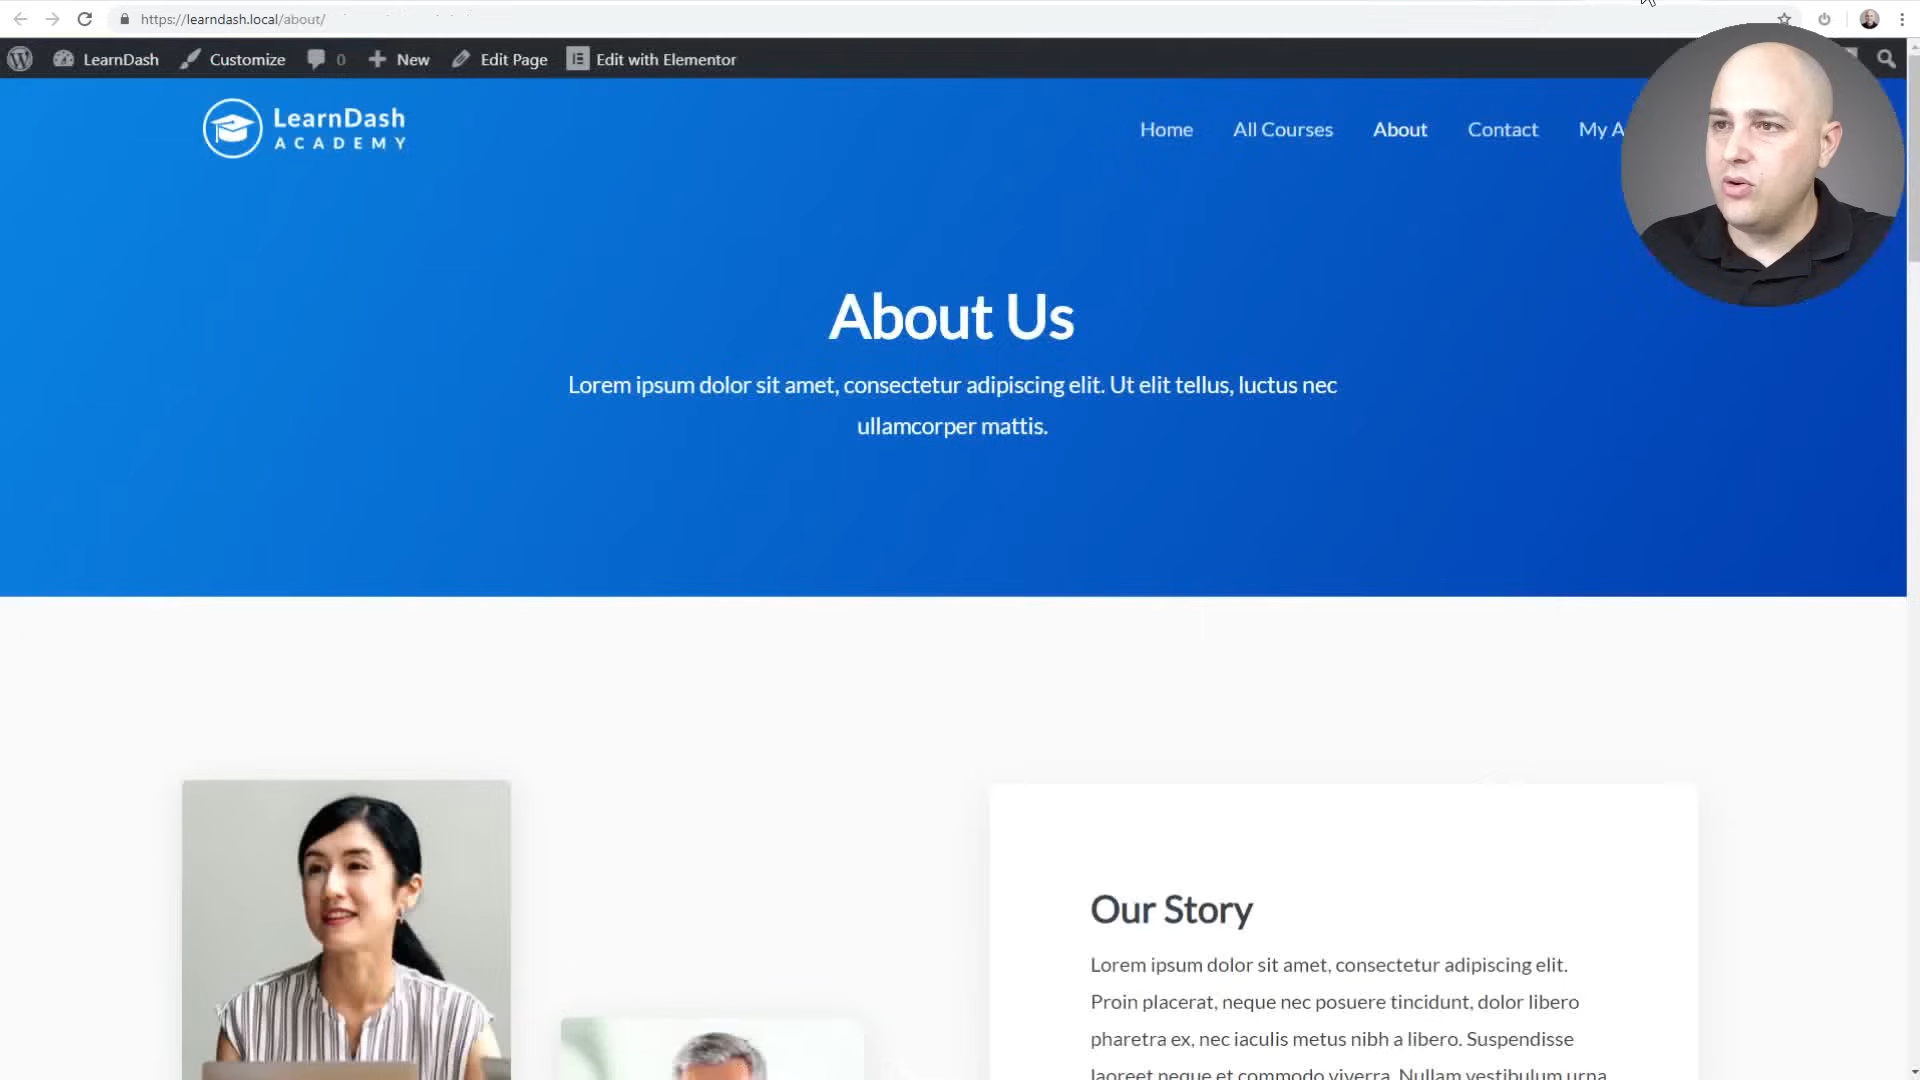 https://learndash.local/about/
LearnDash Customize 0 New Edit Page Edit with Elementor
LearnDash
ACADEMY
Home All Courses About Contact My A
About Us
Lorem ipsum dolor sit amet, consectetur adipiscing elit. Ut elit tellus, luctus nec
ullamcorper mattis.
Our Story
Lorem ipsum dolor sit amet, consectetur adipiscing elit.
Proin placerat, neque nec posuere tincidunt, dolor libero
pharetra ex, nec iaculis metus nibh a libero. Suspendisse
laoreet neque et commodo viverra. Nullam vestibulum urna